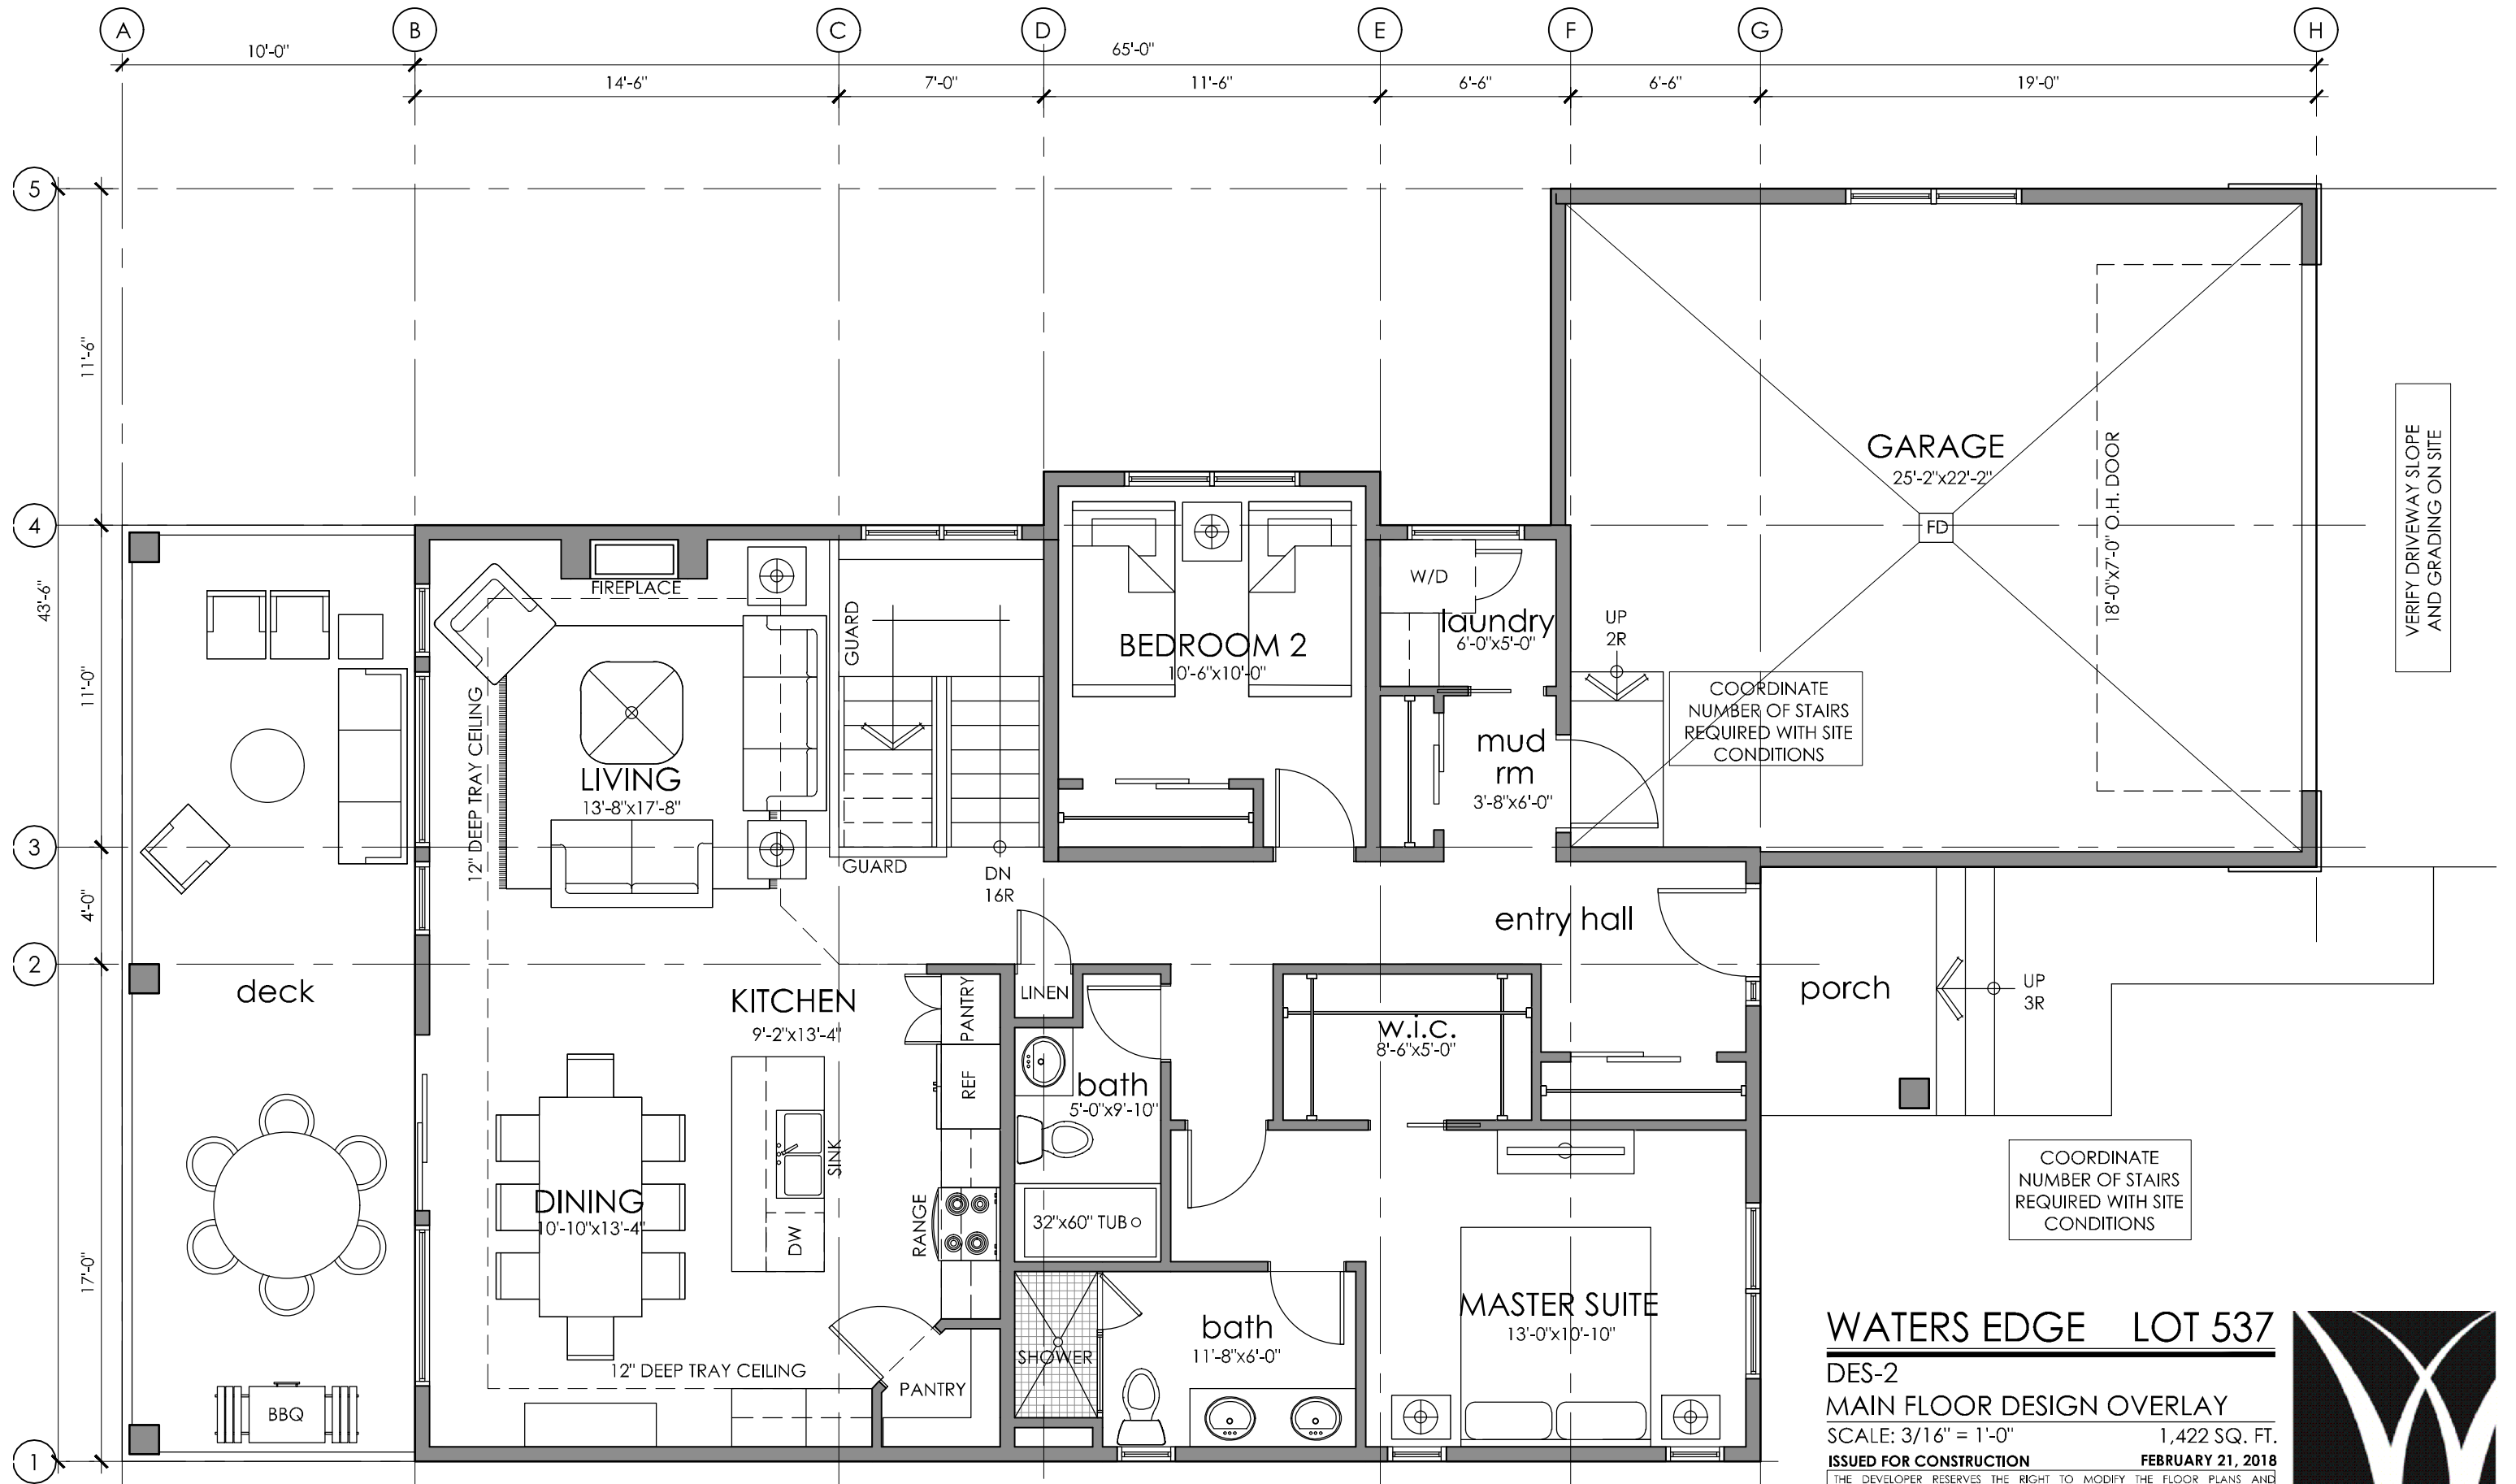 A
B
C
D
E
F
G
H
10'-0"
65'-0"
14'-6"
7'-0"
11'-6"
6'-6"
6'-6"
19'-0"
5
4
3
2
1
11'-6"
43'-6"
11'-0"
4'-0"
17'-0"
deck
BBQ
FIREPLACE
12" DEEP TRAY CEILING
LIVING
13'-8"x17'-8"
GUARD
GUARD
DN
16R
BEDROOM 2
10'-6"x10'-0"
W/D
laundry
6'-0"x5'-0"
mud
rm
3'-8"x6'-0"
UP
2R
COORDINATE
NUMBER OF STAIRS
REQUIRED WITH SITE
CONDITIONS
GARAGE
25'-2"x22'-2"
FD
18'-0"x7'-0" O.H. DOOR
VERIFY DRIVEWAY SLOPE
AND GRADING ON SITE
entry hall
porch
UP
3R
COORDINATE
NUMBER OF STAIRS
REQUIRED WITH SITE
CONDITIONS
KITCHEN
9'-2"x13'-4"
PANTRY
REF
SINK
DW
RANGE
PANTRY
DINING
10'-10"x13'-4"
12" DEEP TRAY CEILING
LINEN
bath
5'-0"x9'-10"
32"x60" TUB
SHOWER
bath
11'-8"x6'-0"
w.i.c.
8'-6"x5'-0"
MASTER SUITE
13'-0"x10'-10"
WATERS EDGE LOT 537
DES-2
MAIN FLOOR DESIGN OVERLAY
SCALE: 3/16" = 1'-0" 1,422 SQ. FT.
ISSUED FOR CONSTRUCTION FEBRUARY 21, 2018
THE DEVELOPER RESERVES THE RIGHT TO MODIFY THE FLOOR PLANS AND